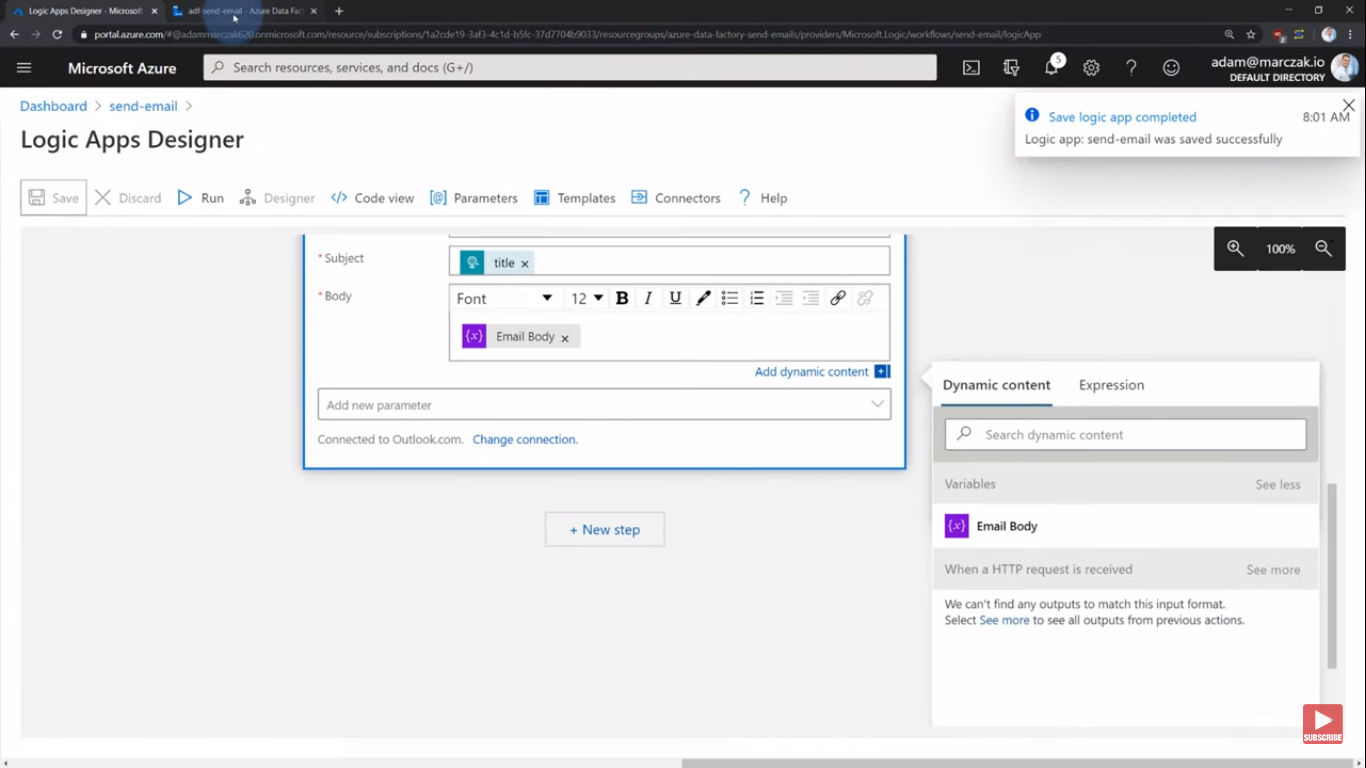 Logic Apps Designer - Microsoft
adf-send-email - Azure Data Fac
portal.azure.com/#@adammarczak620.onmicrosoft.com/resource/subscriptions/1a2cde19-3af3-4c1d-b5fc-37d7704b9033/resourcegroups/azure-data-factory-send-emails/providers/Microsoft.Logic/workflows/send-email/logicApp
Microsoft Azure
Search resources, services, and docs (G+/)
5
adam@marczak.io
DEFAULT DIRECTORY
Dashboard > send-email >
Logic Apps Designer
Save logic app completed 8:01 AM
Logic app: send-email was saved successfully
Save Discard Run Designer Code view Parameters Templates Connectors ? Help
100%
* Subject title ×
* Body
Font 12 B I U
{x} Email Body ×
Add dynamic content
Add new parameter
Connected to Outlook.com. Change connection.
+ New step
Dynamic content Expression
Search dynamic content
Variables See less
{x} Email Body
When a HTTP request is received See more
We can't find any outputs to match this input format.
Select See more to see all outputs from previous actions.
SUBSCRIBE